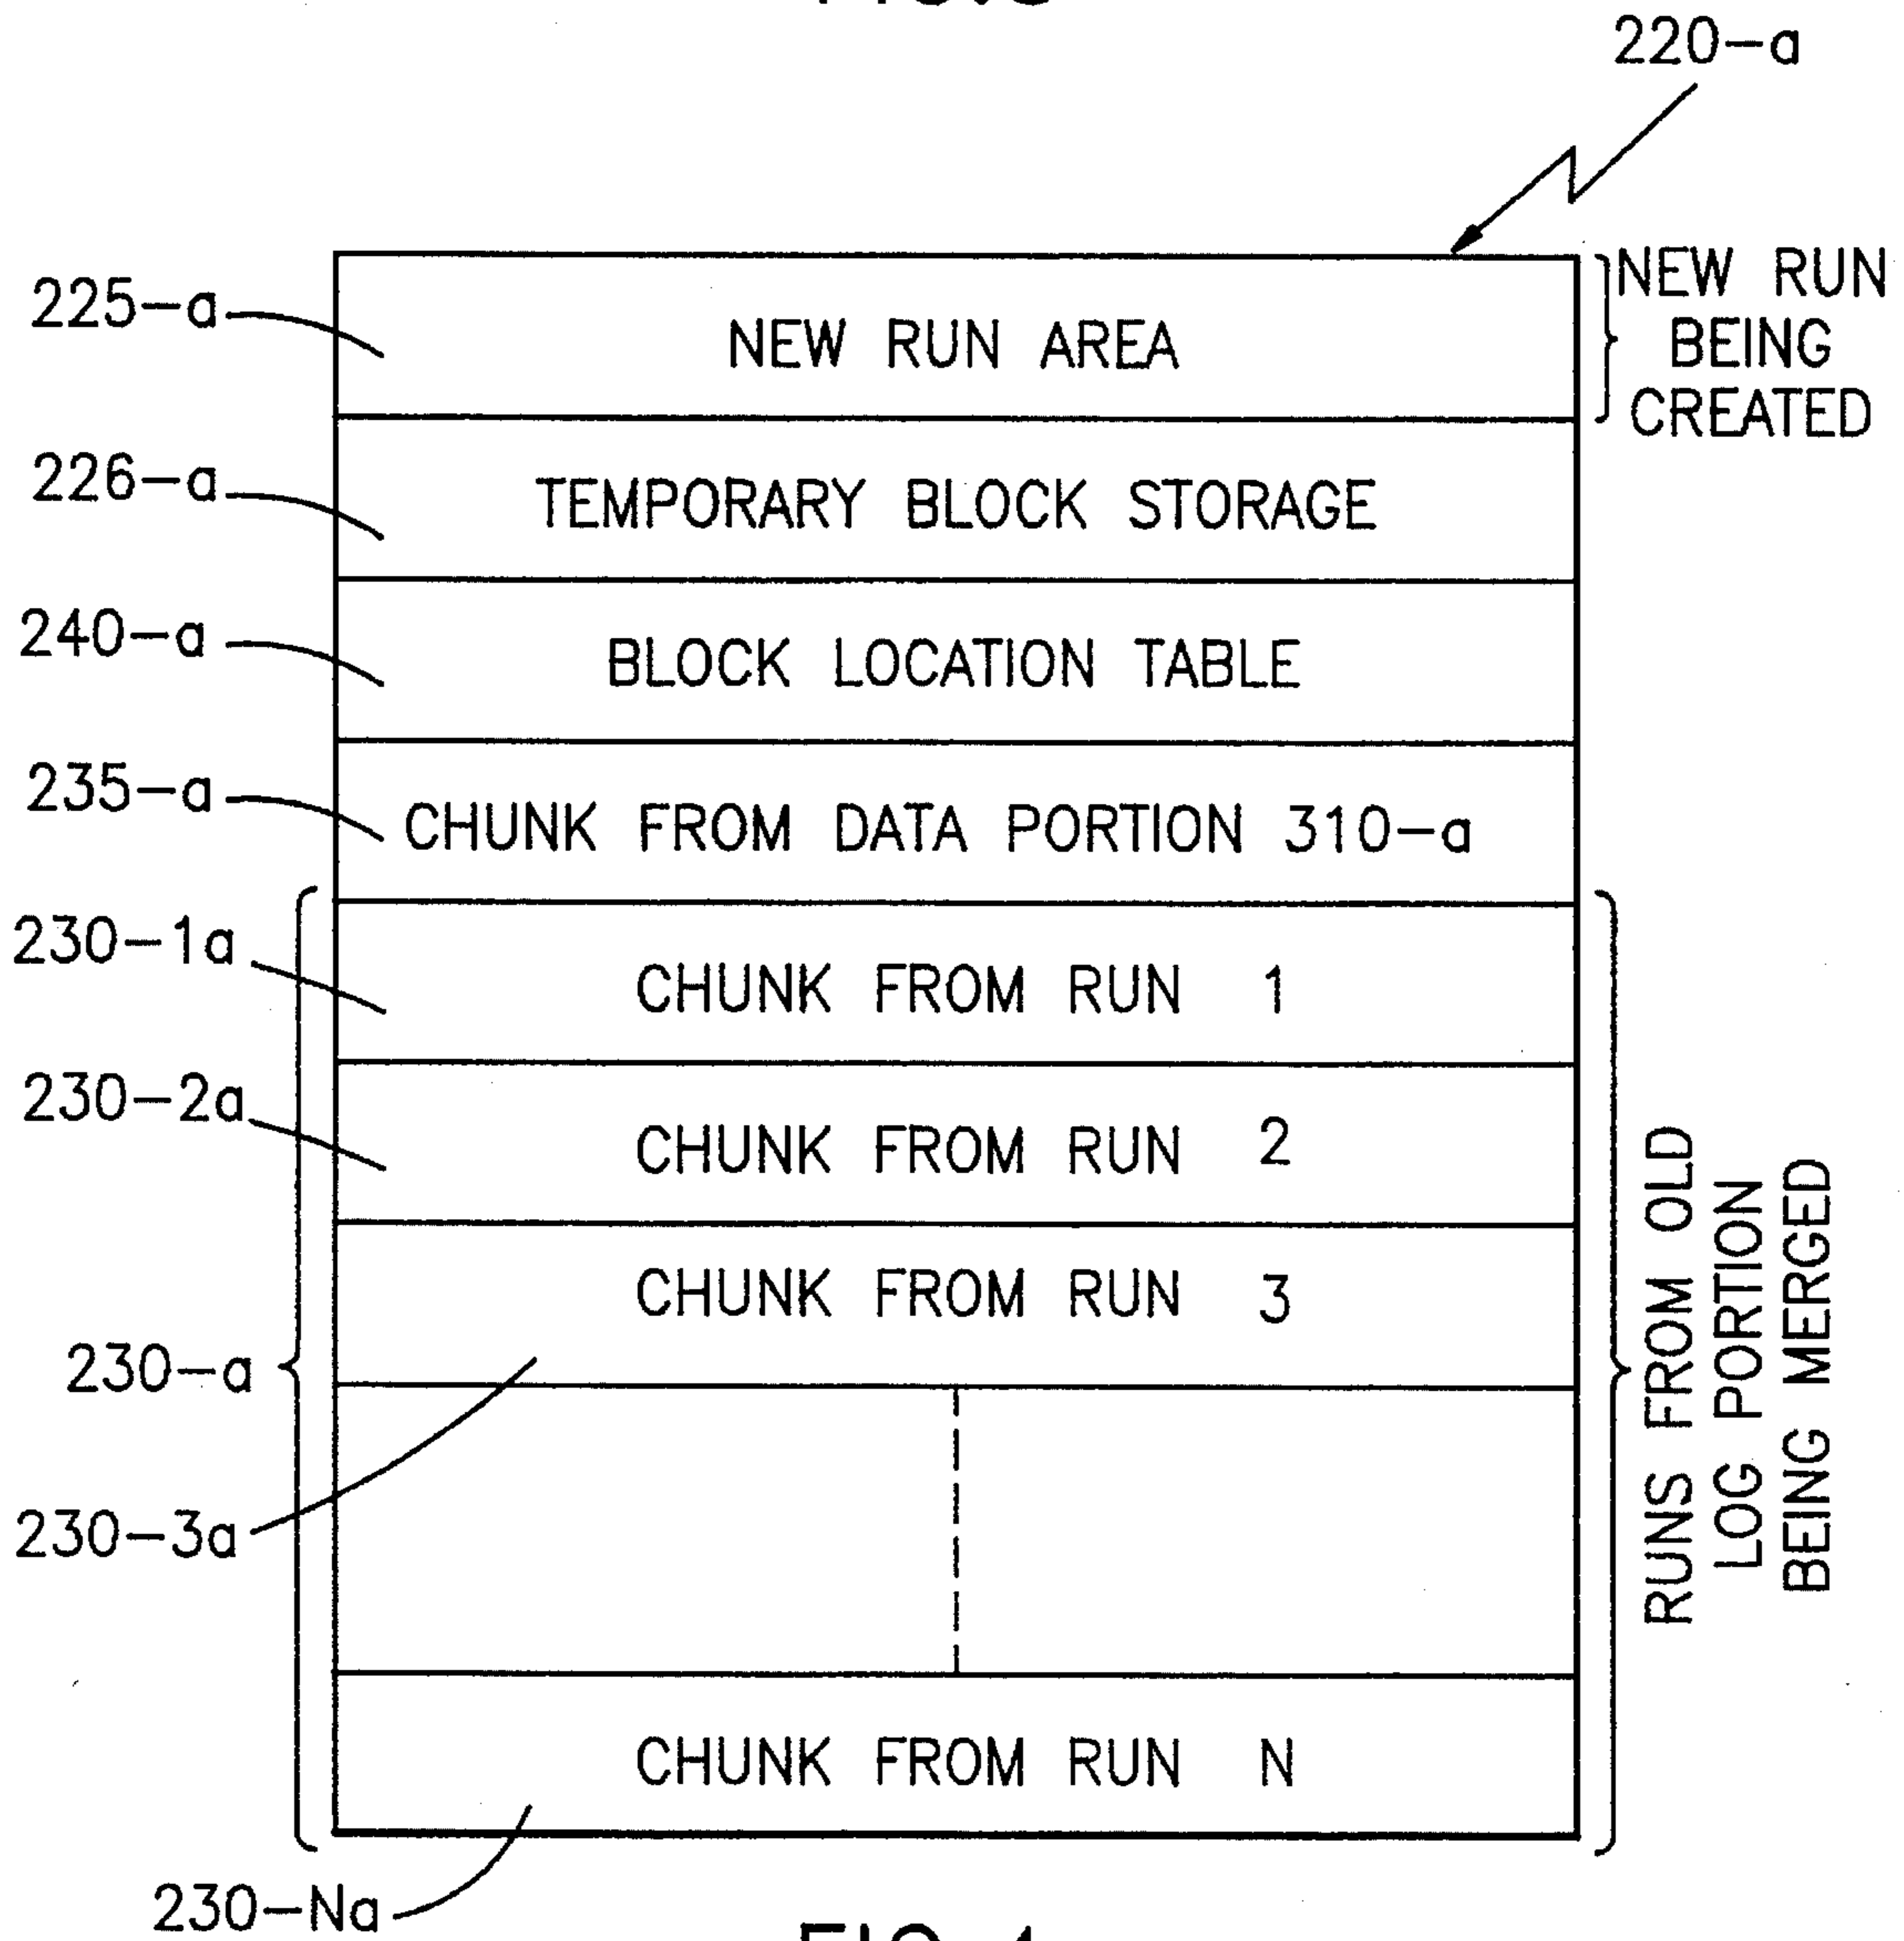 220-a
225-a
NEW RUN AREA
NEW RUN
BEING
CREATED
226-a
TEMPORARY BLOCK STORAGE
240-a
BLOCK LOCATION TABLE
235-a
CHUNK FROM DATA PORTION 310-a
230-1a
CHUNK FROM RUN 1
230-2a
CHUNK FROM RUN 2
CHUNK FROM RUN 3
230-a
230-3a
RUNS FROM OLD
LOG PORTION
BEING MERGED
CHUNK FROM RUN N
230-Na